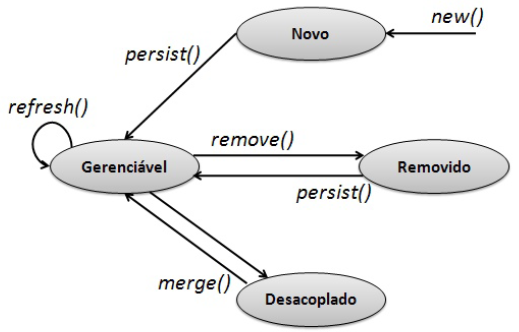 new()
Novo
persist()
refresh()
remove()
Gerenciável
Removido
persist()
merge()
Desacoplado